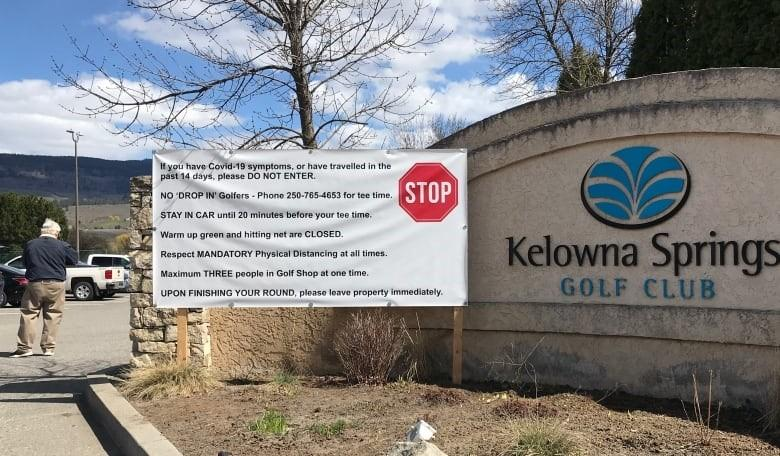 If you have Covid-19 symptoms, or have travelled in the
past 14 days, please DO NOT ENTER.
NO 'DROP IN' Golfers - Phone 250-765-4653 for tee time.
STAY IN CAR until 20 minutes before your tee time.
Warm up green and hitting net are CLOSED.
Respect MANDATORY Physical Distancing at all times.
Maximum THREE people in Golf Shop at one time.
UPON FINISHING YOUR ROUND, please leave property immediately.
STOP
Kelowna Springs
GOLF CLUB